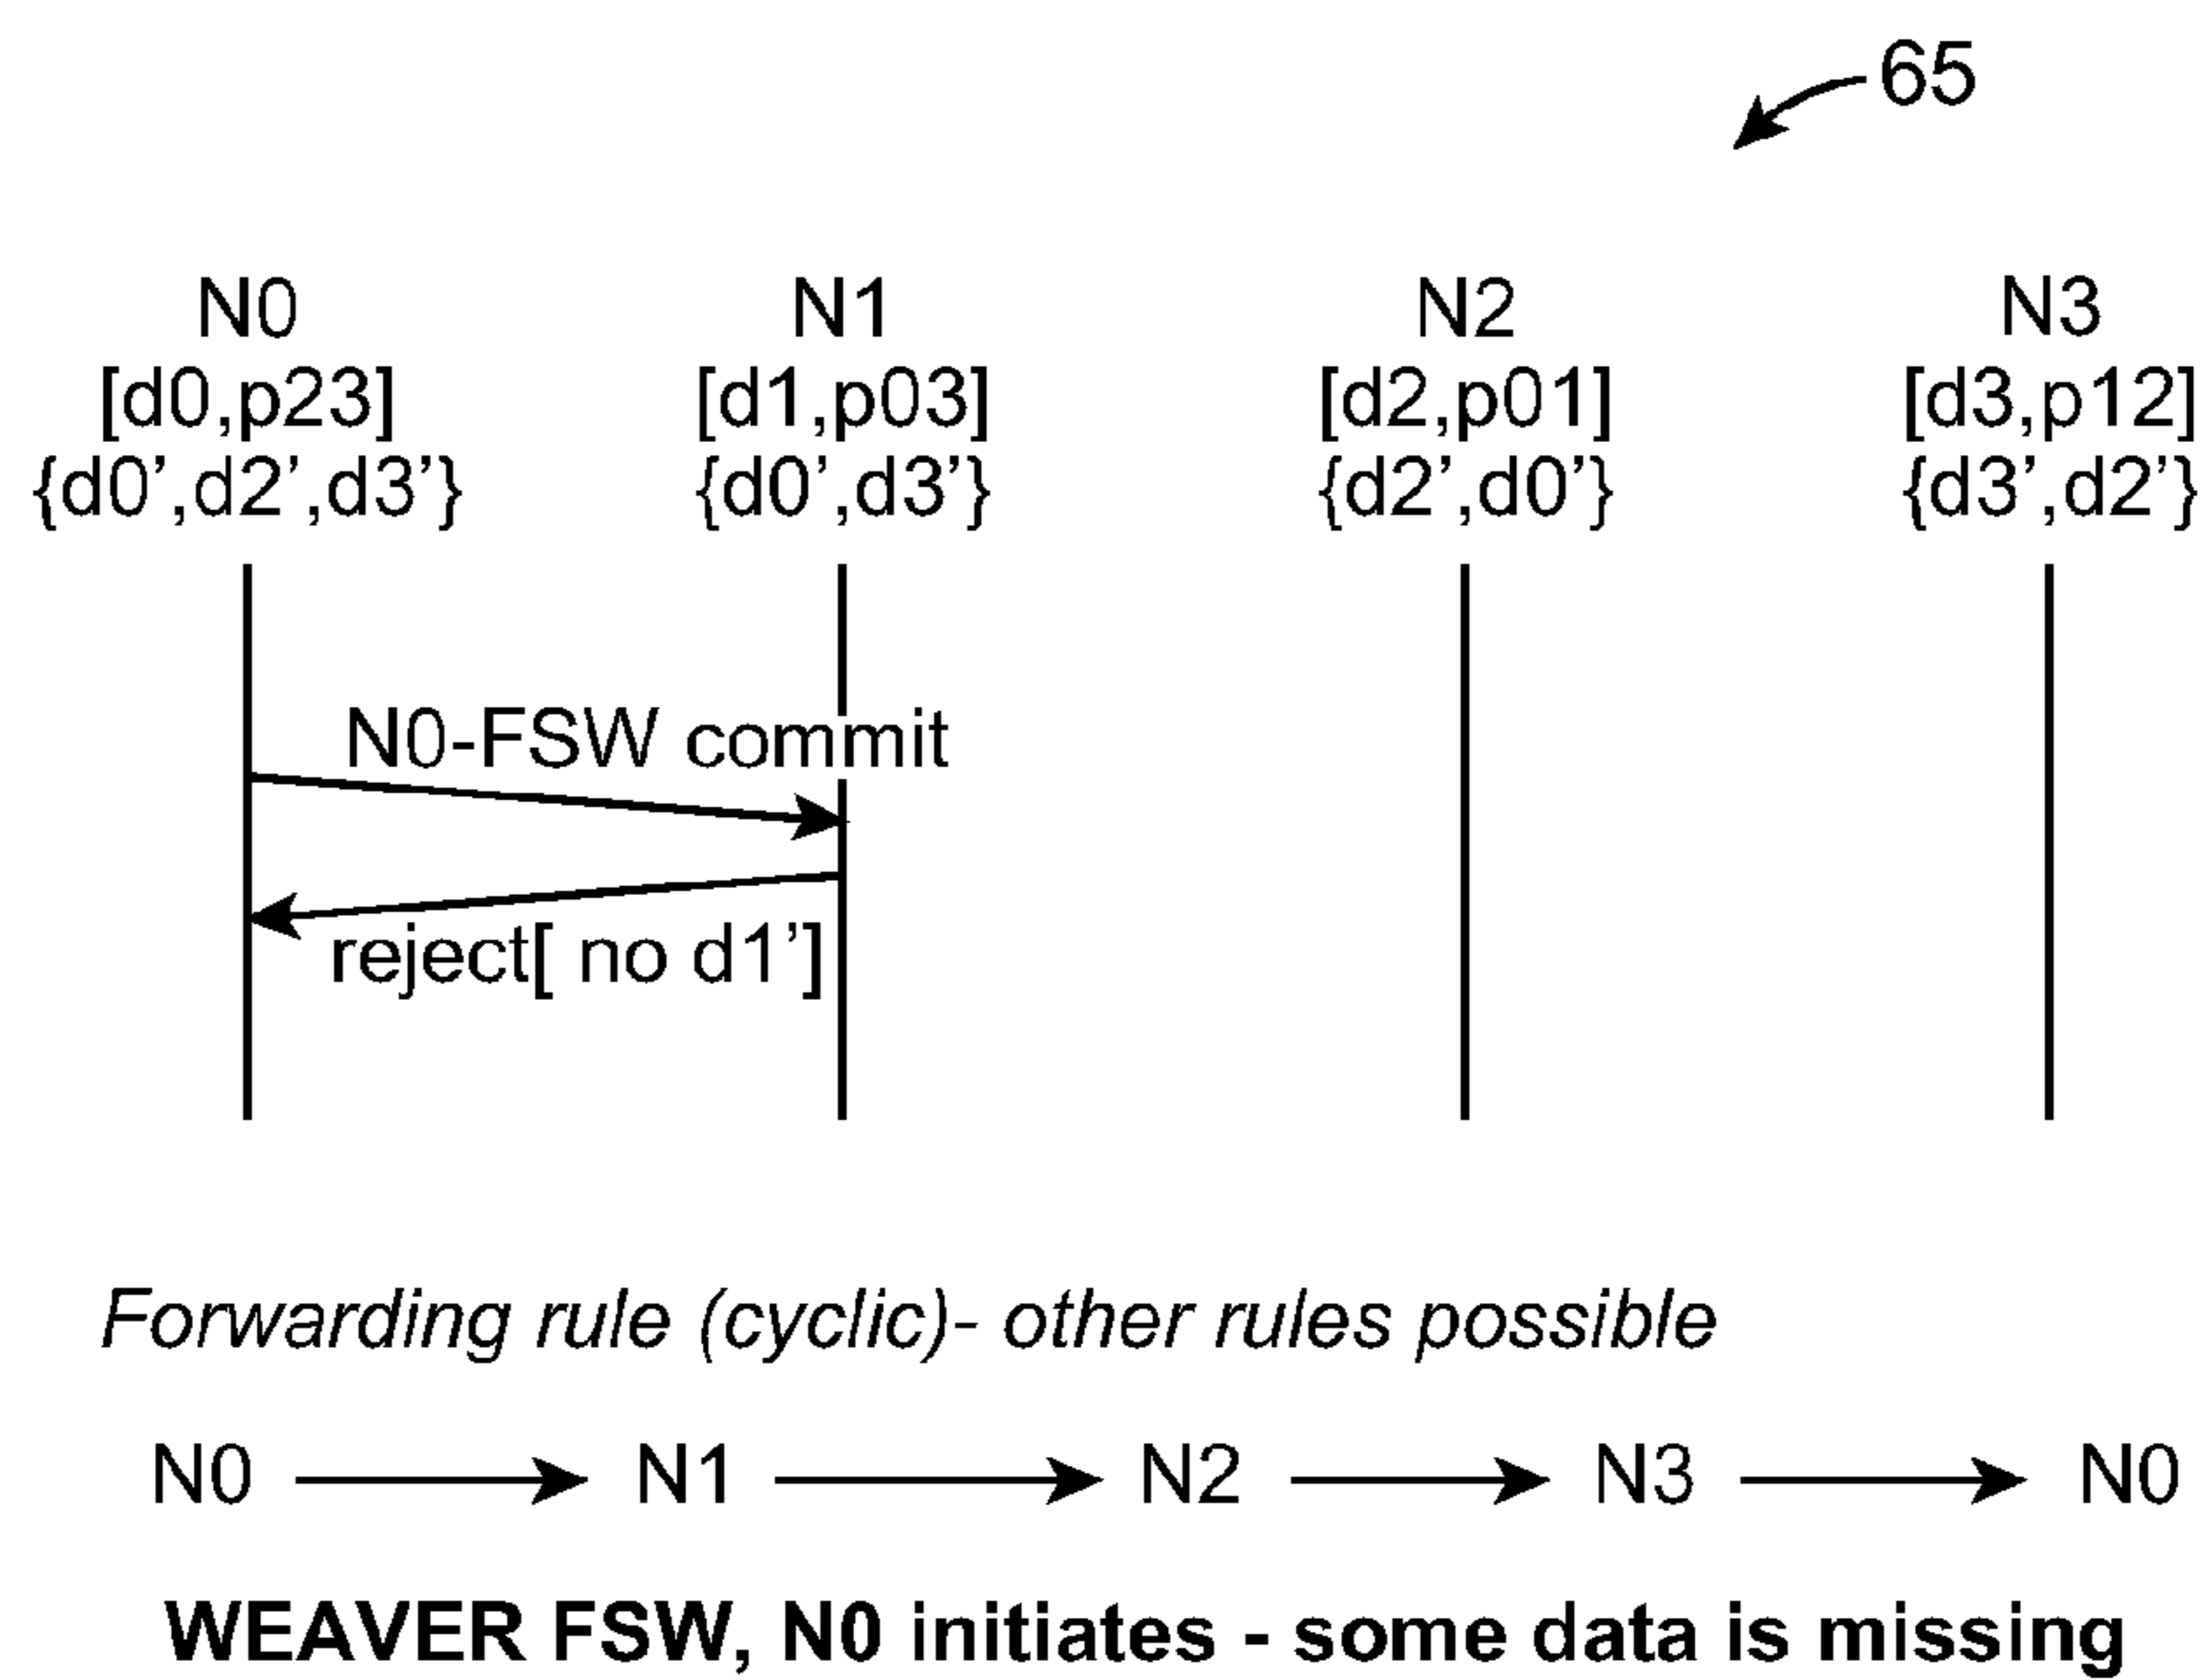 65
N0 N1 N2 N3
[d0,p23] [d1,p03] [d2,p01] [d3,p12]
{d0’,d2’,d3’} {d0’,d3’} {d2’,d0’} {d3’,d2’}
N0-FSW commit
reject[ no d1’]
Forwarding rule (cyclic)- other rules possible
N0 N1 N2 N3 N0
WEAVER FSW, N0 initiates - some data is missing